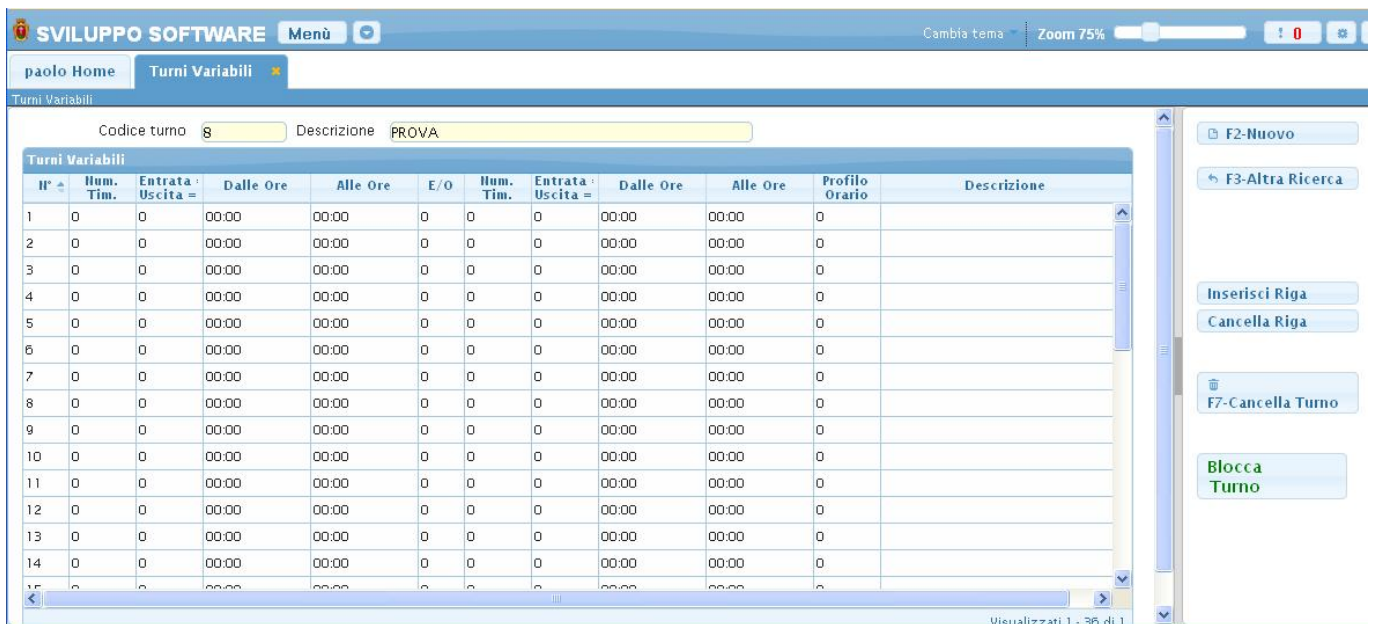 SVILUPPO SOFTWARE Menù Cambia tema Zoom 75% ! 0
paolo Home Turni Variabili ×
Turni Variabili
Codice turno 8 Descrizione PROVA
F2-Nuovo
F3-Altra Ricerca
Turni Variabili
N° Num. Tim. Entrata Uscita = Dalle Ore Alle Ore E/O Num. Tim. Entrata Uscita = Dalle Ore Alle Ore Profilo Orario Descrizione
1 0 0 00:00 00:00 0 0 0 00:00 00:00 0
2 0 0 00:00 00:00 0 0 0 00:00 00:00 0
3 0 0 00:00 00:00 0 0 0 00:00 00:00 0
4 0 0 00:00 00:00 0 0 0 00:00 00:00 0
5 0 0 00:00 00:00 0 0 0 00:00 00:00 0
6 0 0 00:00 00:00 0 0 0 00:00 00:00 0
7 0 0 00:00 00:00 0 0 0 00:00 00:00 0
8 0 0 00:00 00:00 0 0 0 00:00 00:00 0
9 0 0 00:00 00:00 0 0 0 00:00 00:00 0
10 0 0 00:00 00:00 0 0 0 00:00 00:00 0
11 0 0 00:00 00:00 0 0 0 00:00 00:00 0
12 0 0 00:00 00:00 0 0 0 00:00 00:00 0
13 0 0 00:00 00:00 0 0 0 00:00 00:00 0
14 0 0 00:00 00:00 0 0 0 00:00 00:00 0
Visualizzati 1 - 36 di 1
Inserisci Riga
Cancella Riga
F7-Cancella Turno
Blocca
Turno